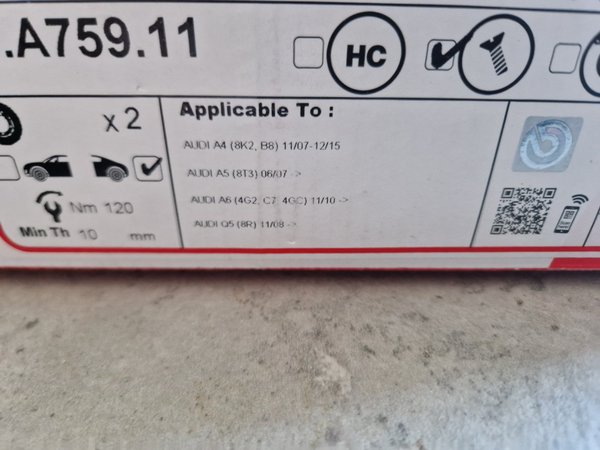 .A759.11
HC
x2
Applicable To :
AUDI A4 (8K2, B8) 11/07-12/15
AUDI A5 (8T3) 06/07 ->
AUDI A6 (4G2, C7, 4GC) 11/10 ->
AUDI Q5 (8R) 11/08 ->
Nm 120
Min Th 10 mm